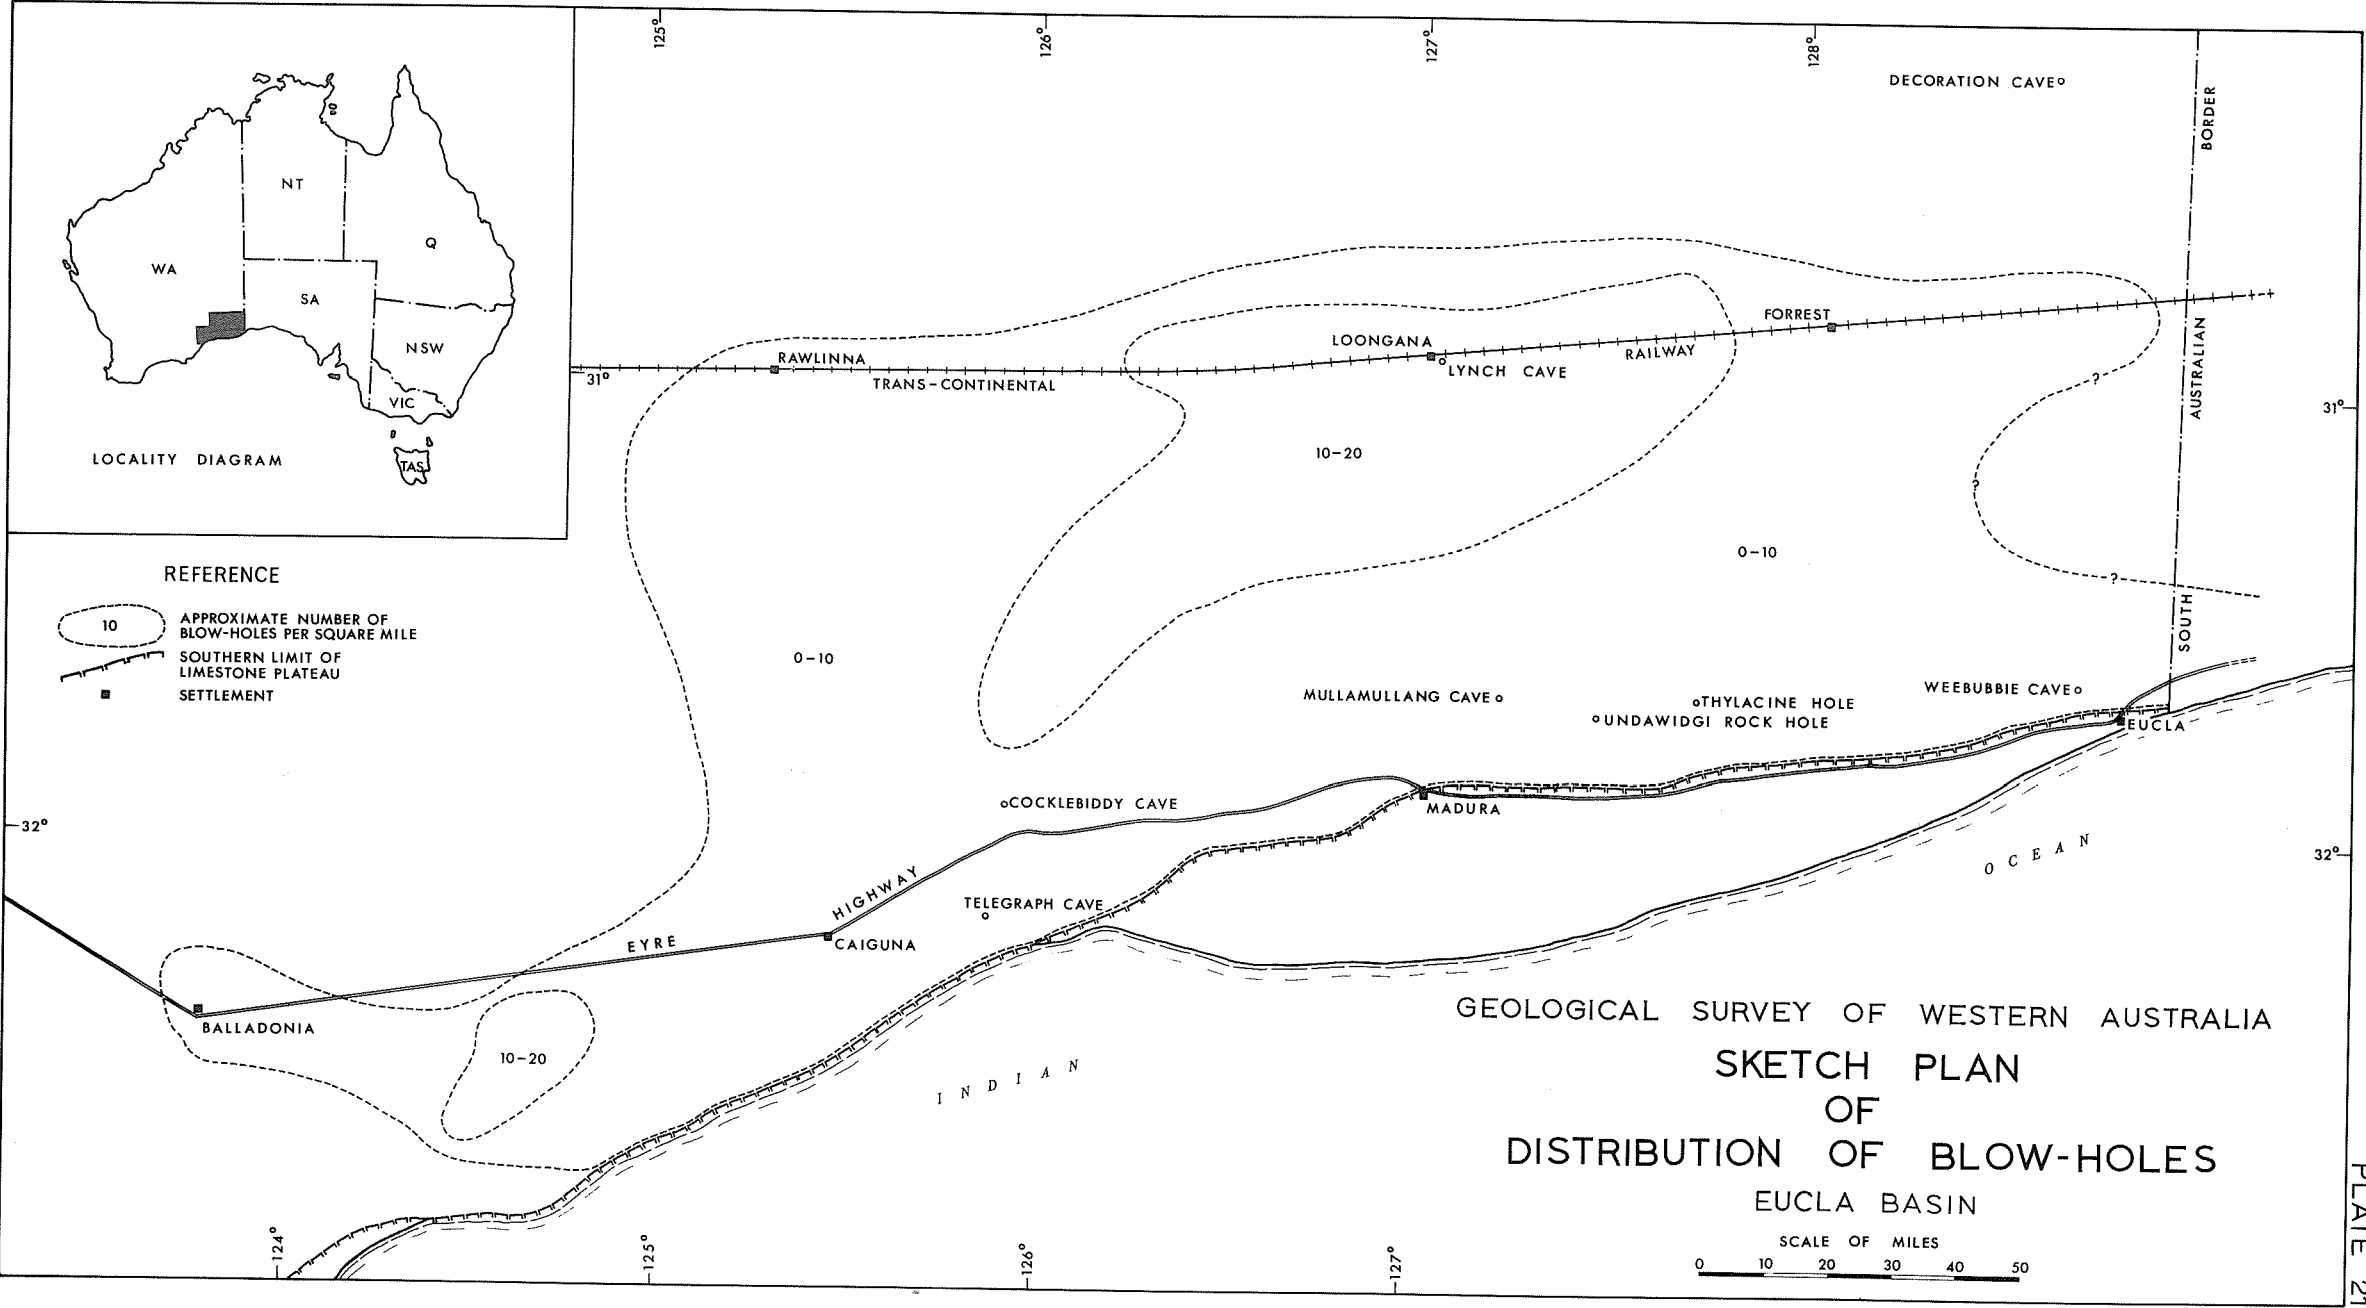 125°
126°
127°
128°
DECORATION CAVE
BORDER
NT
Q
WA
SA
NSW
VIC
TAS
LOCALITY DIAGRAM
FORREST
LOONGANA
RAILWAY
RAWLINNA
LYNCH CAVE
31°
TRANS-CONTINENTAL
?
AUSTRALIAN
31°
10-20
?
0-10
?
REFERENCE
10
APPROXIMATE NUMBER OF
BLOW-HOLES PER SQUARE MILE
SOUTHERN LIMIT OF
LIMESTONE PLATEAU
SETTLEMENT
SOUTH
0-10
MULLAMULLANG CAVE
THYLACINE HOLE
WEEBUBBIE CAVE
UNDAWIDGI ROCK HOLE
EUCLA
COCKLEBIDDY CAVE
MADURA
32°
OCEAN
32°
HIGHWAY
TELEGRAPH CAVE
EYRE
CAIGUNA
BALLADONIA
10-20
INDIAN
GEOLOGICAL SURVEY OF WESTERN AUSTRALIA
SKETCH PLAN
OF
DISTRIBUTION OF BLOW-HOLES
EUCLA BASIN
SCALE OF MILES
0 10 20 30 40 50
124°
125°
126°
127°
PLATE 21